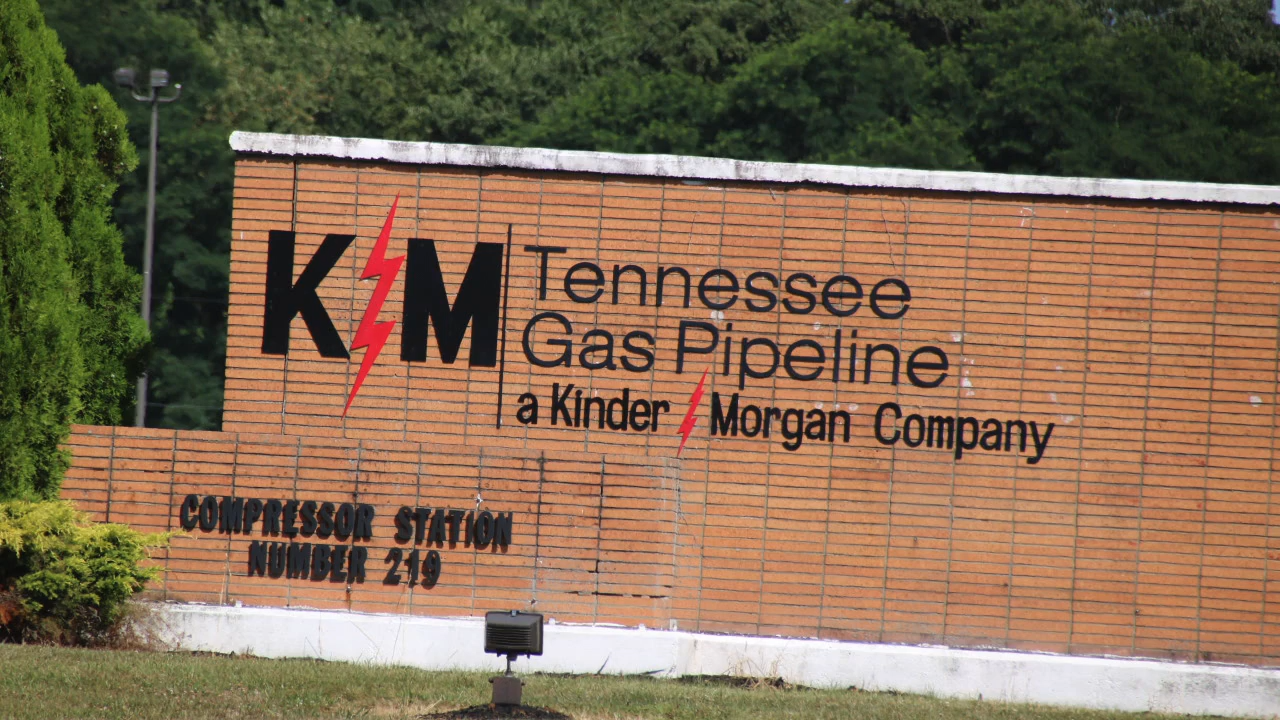 KM
Tennessee
Gas Pipeline
a Kinder Morgan Company
COMPRESSOR STATION
NUMBER 219